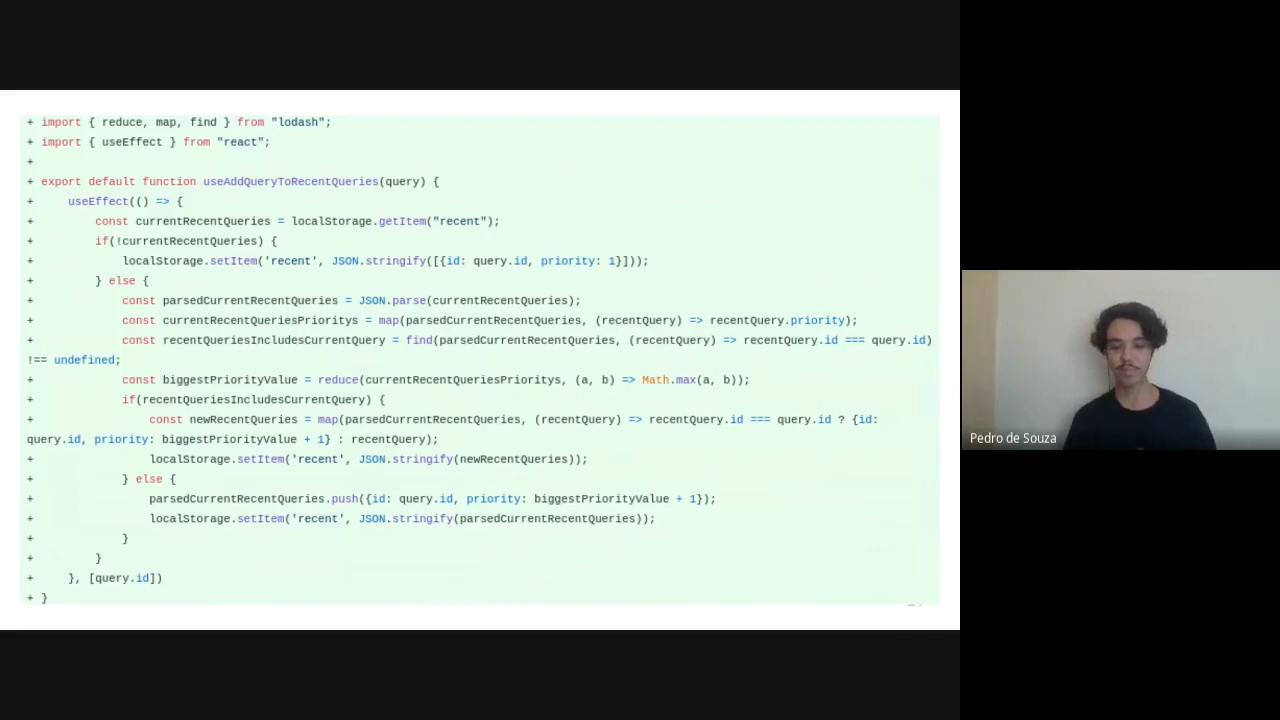 + import { reduce, map, find } from "lodash";
+ import { useEffect } from "react";
+
+ export default function useAddQueryToRecentQueries(query) {
+     useEffect(() => {
+         const currentRecentQueries = localStorage.getItem("recent");
+         if(!currentRecentQueries) {
+             localStorage.setItem('recent', JSON.stringify([{id: query.id, priority: 1}]));
+         } else {
+             const parsedCurrentRecentQueries = JSON.parse(currentRecentQueries);
+             const currentRecentQueriesPrioritys = map(parsedCurrentRecentQueries, (recentQuery) => recentQuery.priority);
+             const recentQueriesIncludesCurrentQuery = find(parsedCurrentRecentQueries, (recentQuery) => recentQuery.id === query.id)
!== undefined;
+             const biggestPriorityValue = reduce(currentRecentQueriesPrioritys, (a, b) => Math.max(a, b));
+             if(recentQueriesIncludesCurrentQuery) {
+                 const newRecentQueries = map(parsedCurrentRecentQueries, (recentQuery) => recentQuery.id === query.id ? {id:
query.id, priority: biggestPriorityValue + 1} : recentQuery);
+                 localStorage.setItem('recent', JSON.stringify(newRecentQueries));
+             } else {
+                 parsedCurrentRecentQueries.push({id: query.id, priority: biggestPriorityValue + 1});
+                 localStorage.setItem('recent', JSON.stringify(parsedCurrentRecentQueries));
+             }
+         }
+     }, [query.id])
+ }
Pedro de Souza